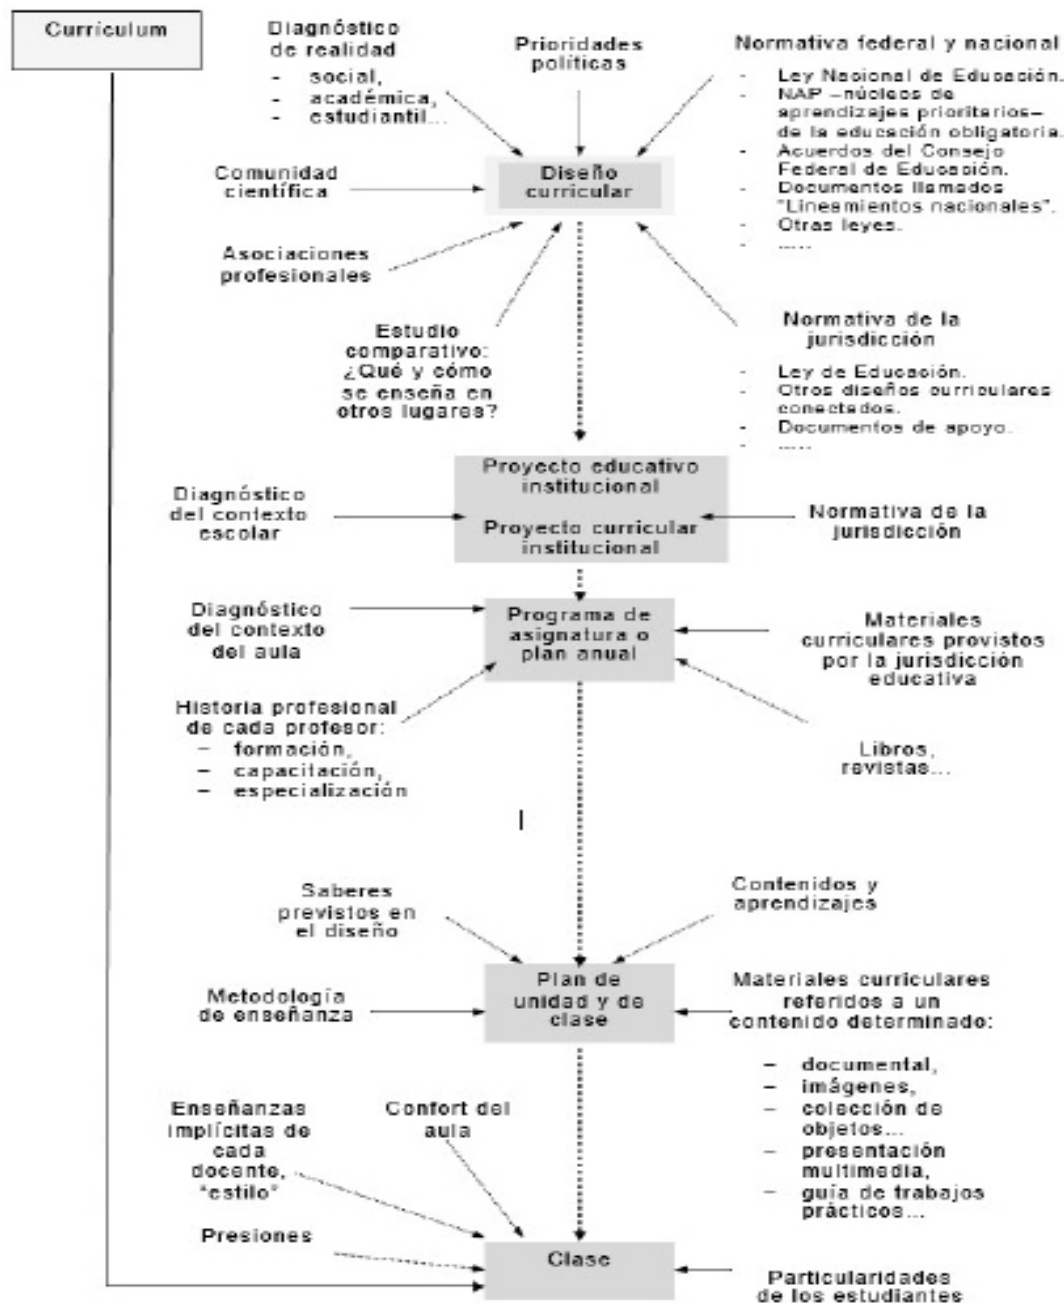 Curriculum
Diagnóstico
de realidad
- social,
- académica,
- estudiantil...
Prioridades
políticas
Normativa federal y nacional
- Ley Nacional de Educación.
- NAP –núcleos de
aprendizajes prioritarios–
de la educación obligatoria.
- Acuerdos del Consejo
Federal de Educación.
- Documentos llamados
"Lineamientos nacionales".
- Otras leyes.
- .....
Comunidad
científica
Diseño
curricular
Asociaciones
profesionales
Estudio
comparativo:
¿Qué y cómo
se enseña en
otros lugares?
Normativa de la
jurisdicción
- Ley de Educación.
- Otros diseños curriculares
conectados.
- Documentos de apoyo.
- .....
Proyecto educativo
institucional
Proyecto curricular
institucional
Diagnóstico
del contexto
escolar
Normativa de la
jurisdicción
Diagnóstico
del contexto
del aula
Programa de
asignatura o
plan anual
Materiales
curriculares provistos
por la jurisdicción
educativa
Historia profesional
de cada profesor:
– formación,
– capacitación,
– especialización
Libros,
revistas...
Saberes
previstos en
el diseño
Contenidos y
aprendizajes
Metodología
de enseñanza
Plan de
unidad y de
clase
Materiales curriculares
referidos a un
contenido determinado:
– documental,
– imágenes,
– colección de
objetos...
– presentación
multimedia,
– guía de trabajos
prácticos...
Enseñanzas
implícitas de
cada
docente,
"estilo"
Confort del
aula
Presiones
Clase
Particularidades
de los estudiantes